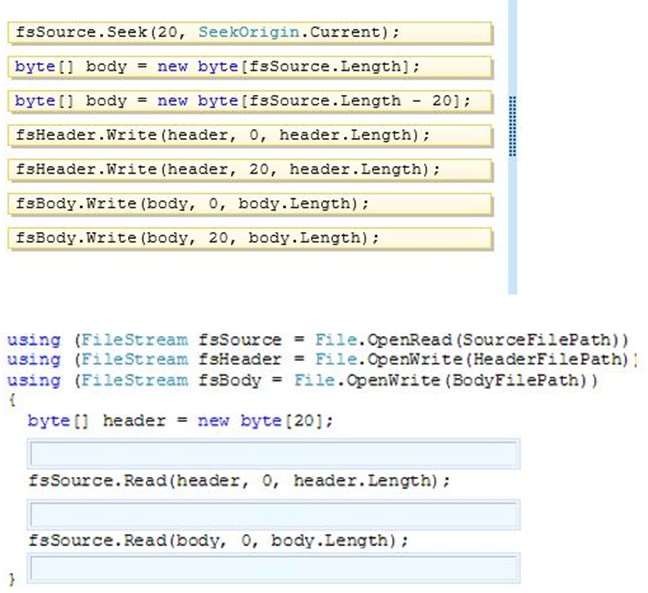 fsSource.Seek(20, SeekOrigin.Current);
byte[] body = new byte[fsSource.Length];
byte[] body = new byte[fsSource.Length - 20];
fsHeader.Write(header, 0, header.Length);
fsHeader.Write(header, 20, header.Length);
fsBody.Write(body, 0, body.Length);
fsBody.Write(body, 20, body.Length);
using (FileStream fsSource = File.OpenRead(SourceFilePath))
using (FileStream fsHeader = File.OpenWrite(HeaderFilePath))
using (FileStream fsBody = File.OpenWrite(BodyFilePath))
{
byte[] header = new byte[20];
fsSource.Read(header, 0, header.Length);
fsSource.Read(body, 0, body.Length);
}